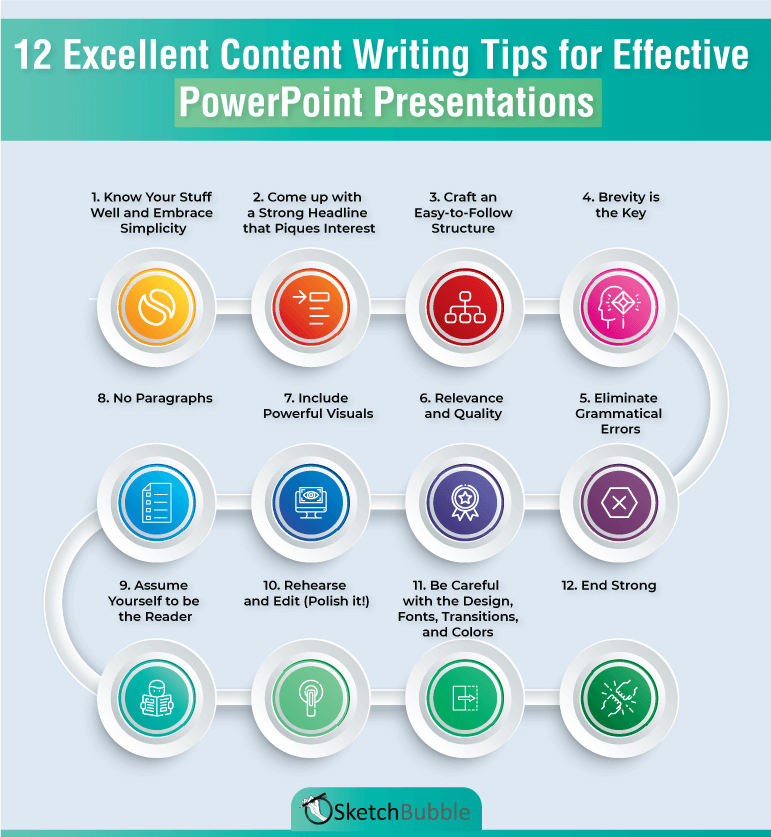 12 Excellent Content Writing Tips for Effective
PowerPoint Presentations
1. Know Your Stuff
Well and Embrace
Simplicity
2. Come up with
a Strong Headline
that Piques Interest
3. Craft an
Easy-to-Follow
Structure
4. Brevity is
the Key
5. Eliminate
Grammatical
Errors
6. Relevance
and Quality
7. Include
Powerful Visuals
8. No Paragraphs
9. Assume
Yourself to be
the Reader
10. Rehearse
and Edit (Polish it!)
11. Be Careful
with the Design,
Fonts, Transitions,
and Colors
12. End Strong
SketchBubble